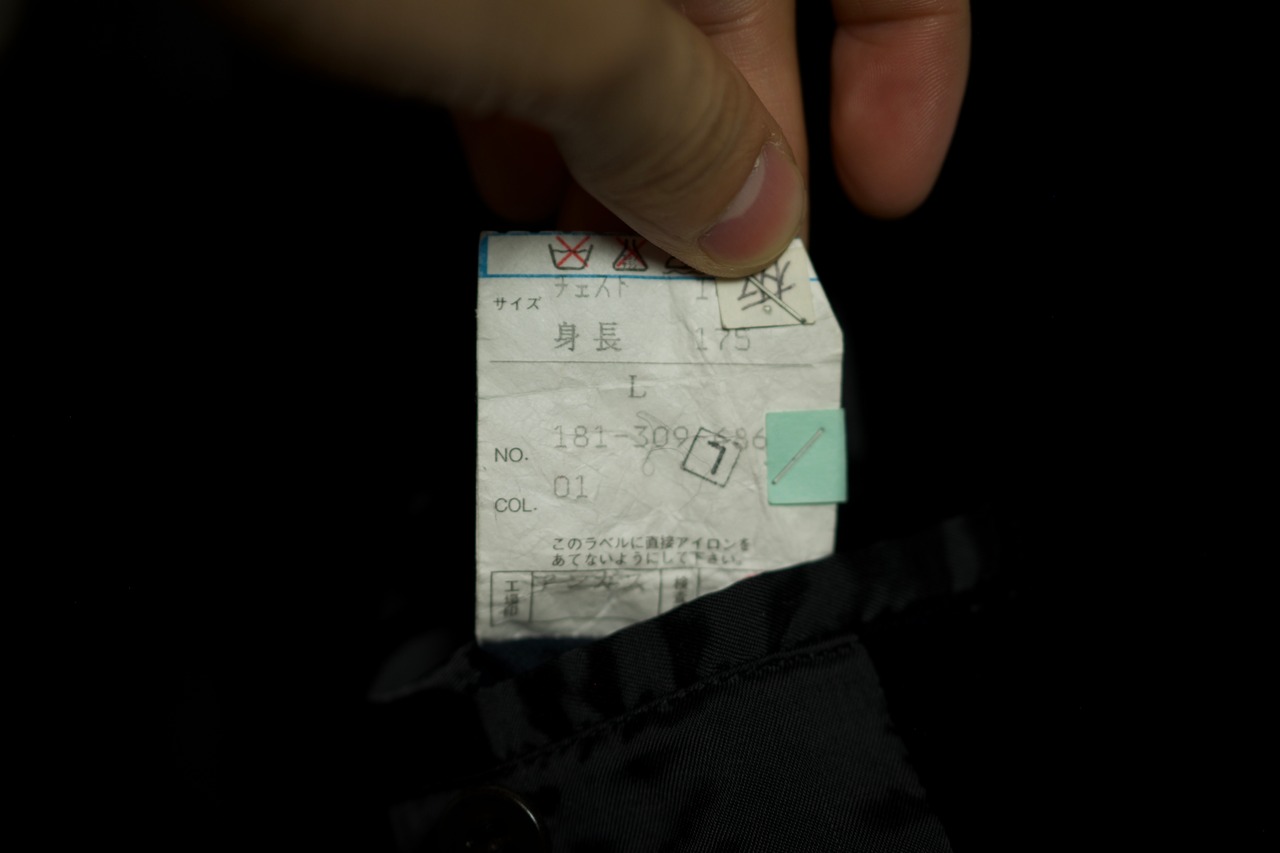 サイズ
チェスト
身長 175
L
NO. 181-309-686
COL. 01
このラベルに直接アイロンを
あてないようにして下さい。